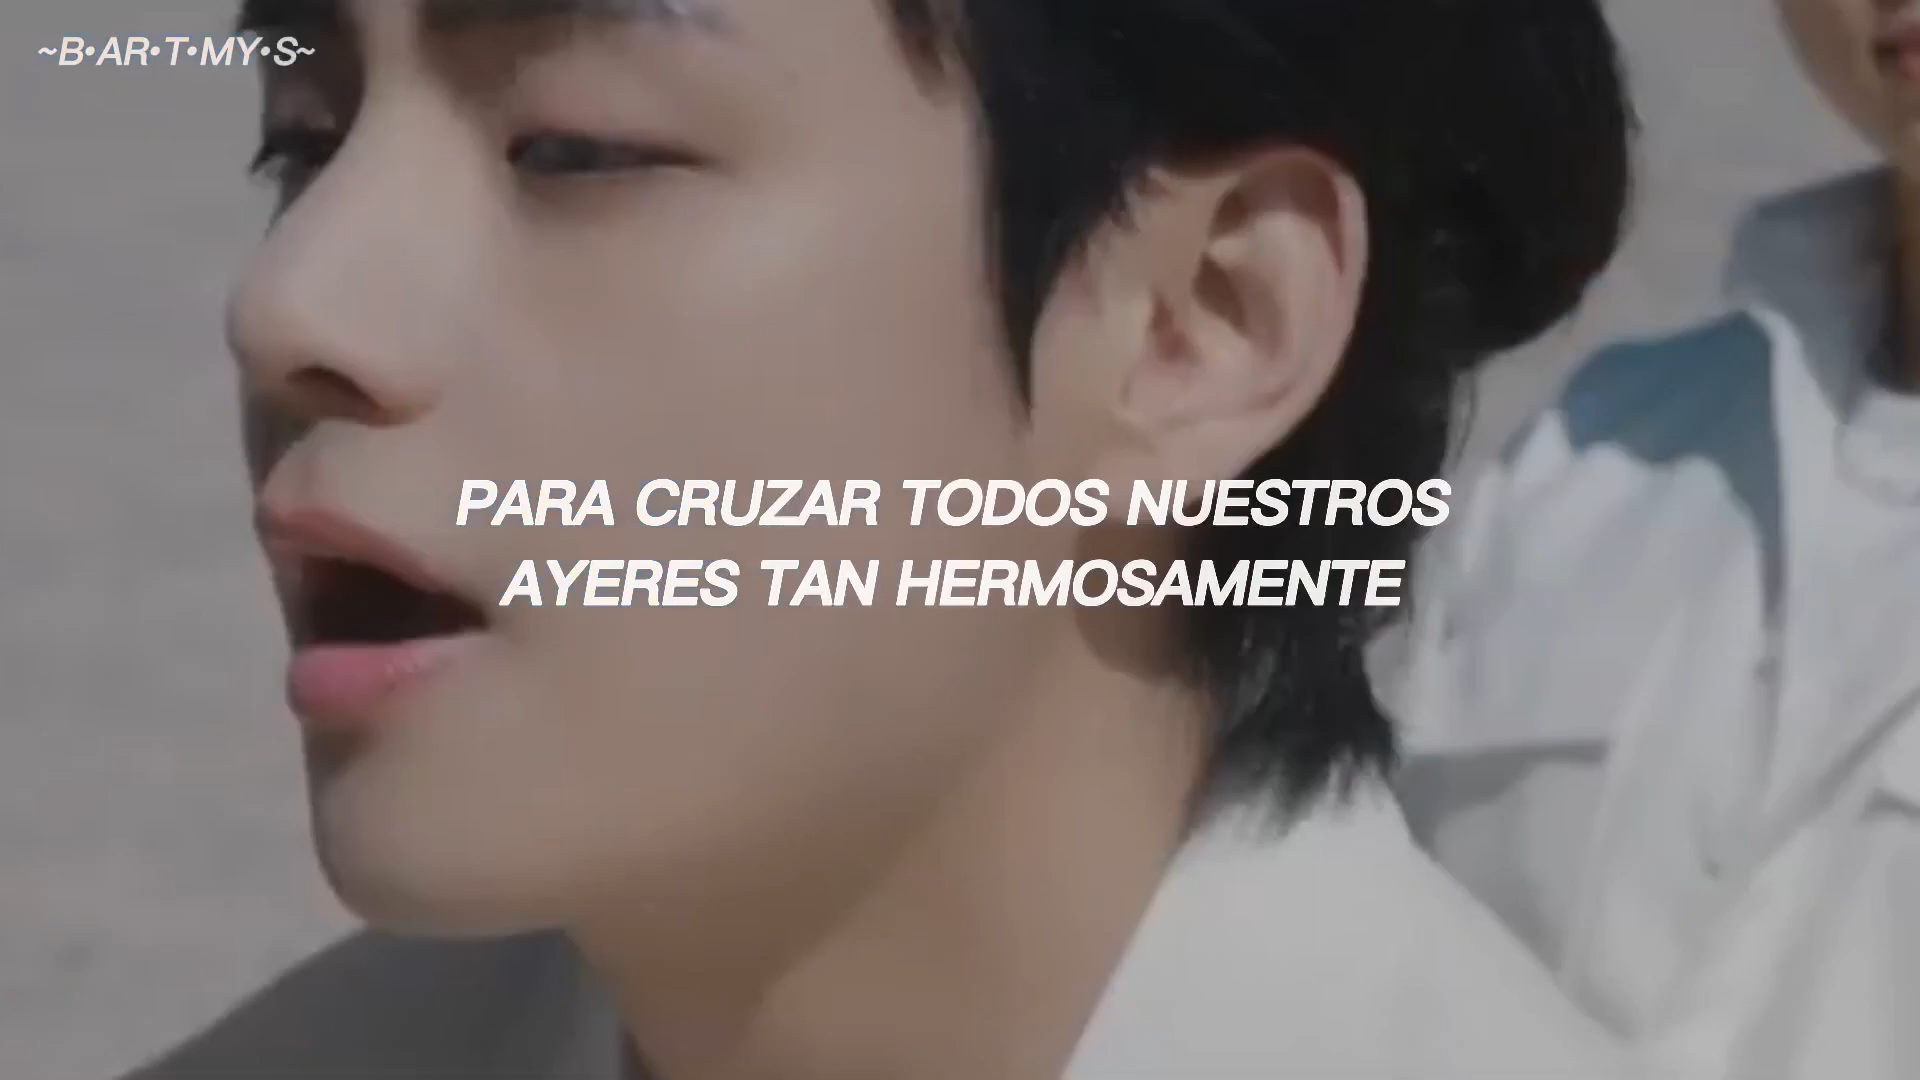 ~B•AR•T•MY•S~
PARA CRUZAR TODOS NUESTROS
AYERES TAN HERMOSAMENTE